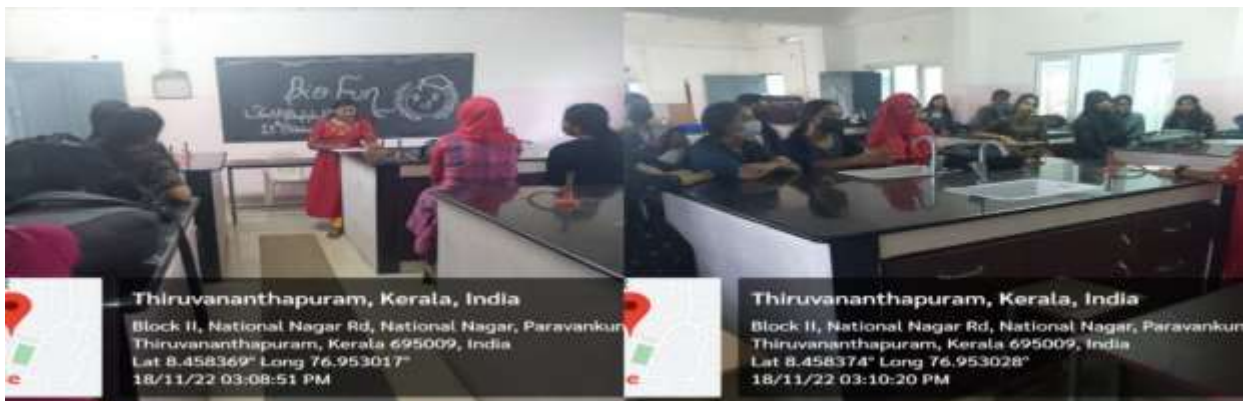 Bio Fun
Thiruvananthapuram, Kerala, India
Block II, National Nagar Rd, National Nagar, Paravankun
Thiruvananthapuram, Kerala 695009, India
Lat 8.458369° Long 76.953017°
18/11/22 03:08:51 PM
Thiruvananthapuram, Kerala, India
Block II, National Nagar Rd, National Nagar, Paravankun
Thiruvananthapuram, Kerala 695009, India
Lat 8.458374° Long 76.953028°
18/11/22 03:10:20 PM